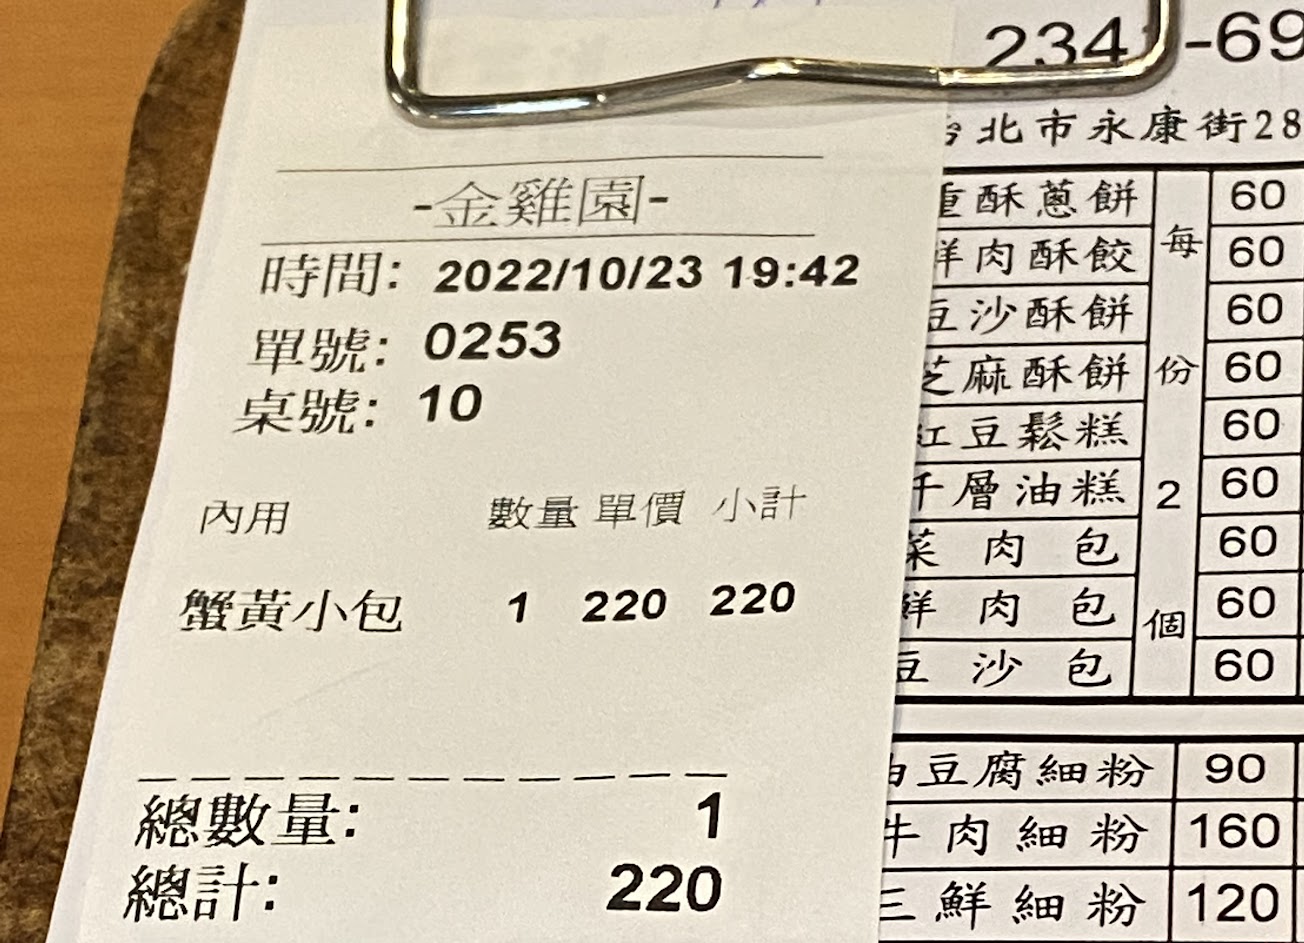 -金雞園-
時間: 2022/10/23 19:42
單號: 0253
桌號: 10
內用 數量 單價 小計
蟹黃小包 1 220 220
總數量: 1
總計: 220
234 -69
台北市永康街28
重酥蔥餅 60
鮮肉酥餃 60
豆沙酥餅 60
芝麻酥餅 60
紅豆鬆糕 60
千層油糕 60
菜肉包 60
鮮肉包 60
豆沙包 60
每份2個
豆腐細粉 90
牛肉細粉 160
三鮮細粉 120